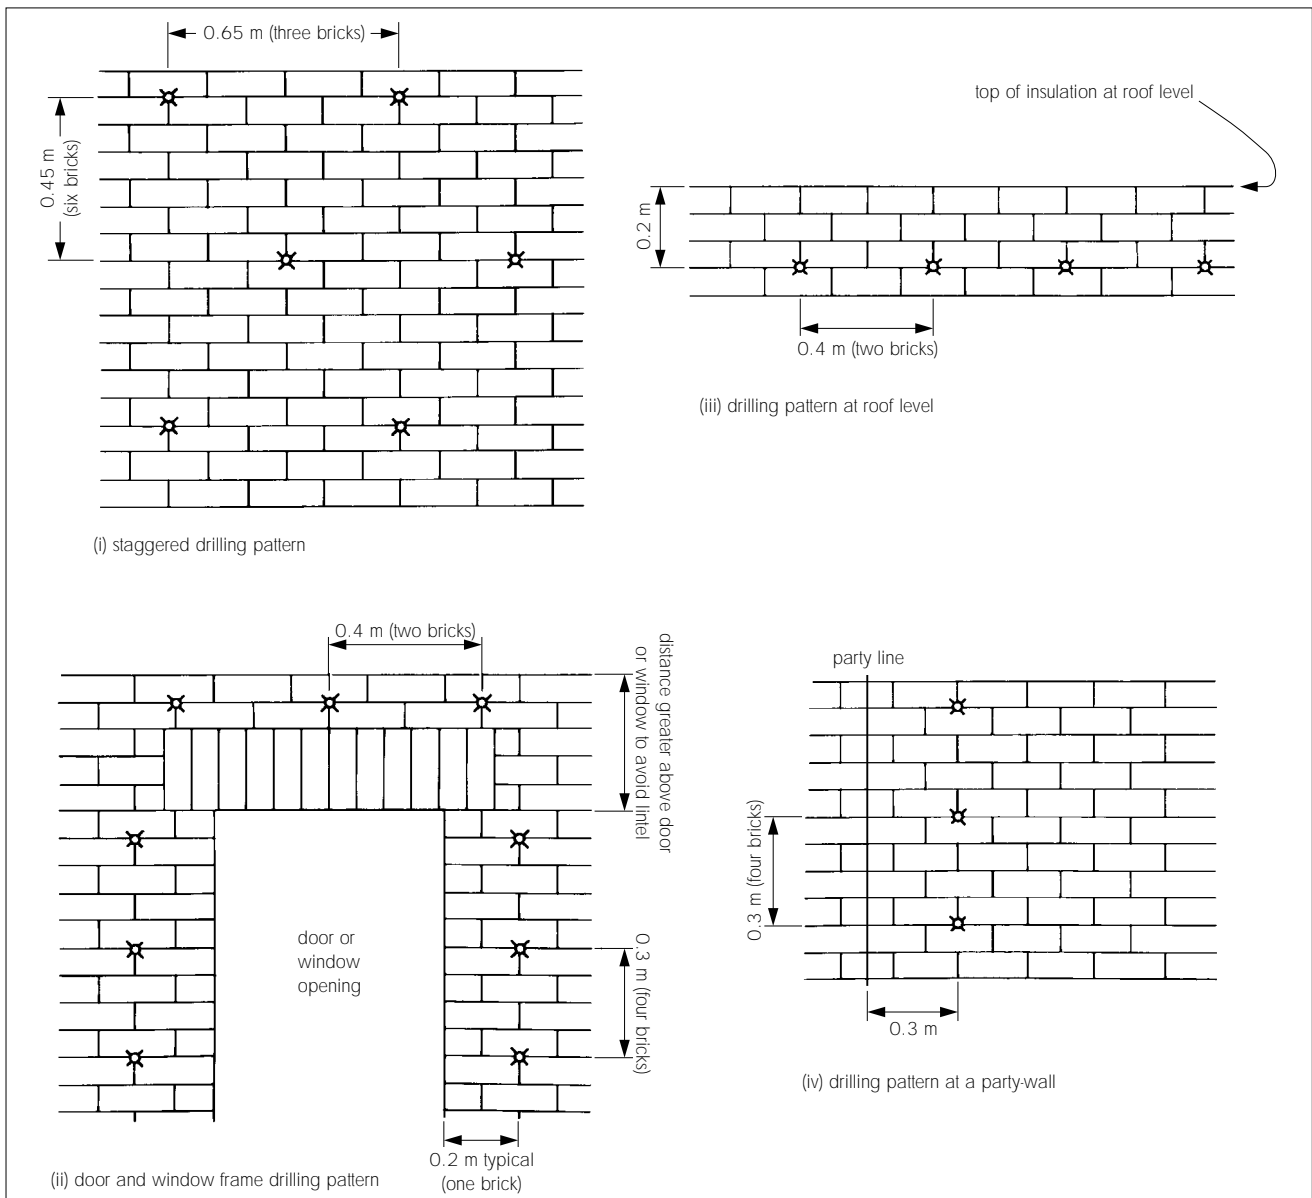 0.65 m (three bricks)
0.45 m
(six bricks)
(i) staggered drilling pattern
top of insulation at roof level
0.2 m
0.4 m (two bricks)
(iii) drilling pattern at roof level
0.4 m (two bricks)
distance greater above door
or window to avoid lintel
door or
window
opening
0.3 m (four bricks)
0.2 m typical
(one brick)
(ii) door and window frame drilling pattern
party line
0.3 m (four bricks)
0.3 m
(iv) drilling pattern at a party-wall